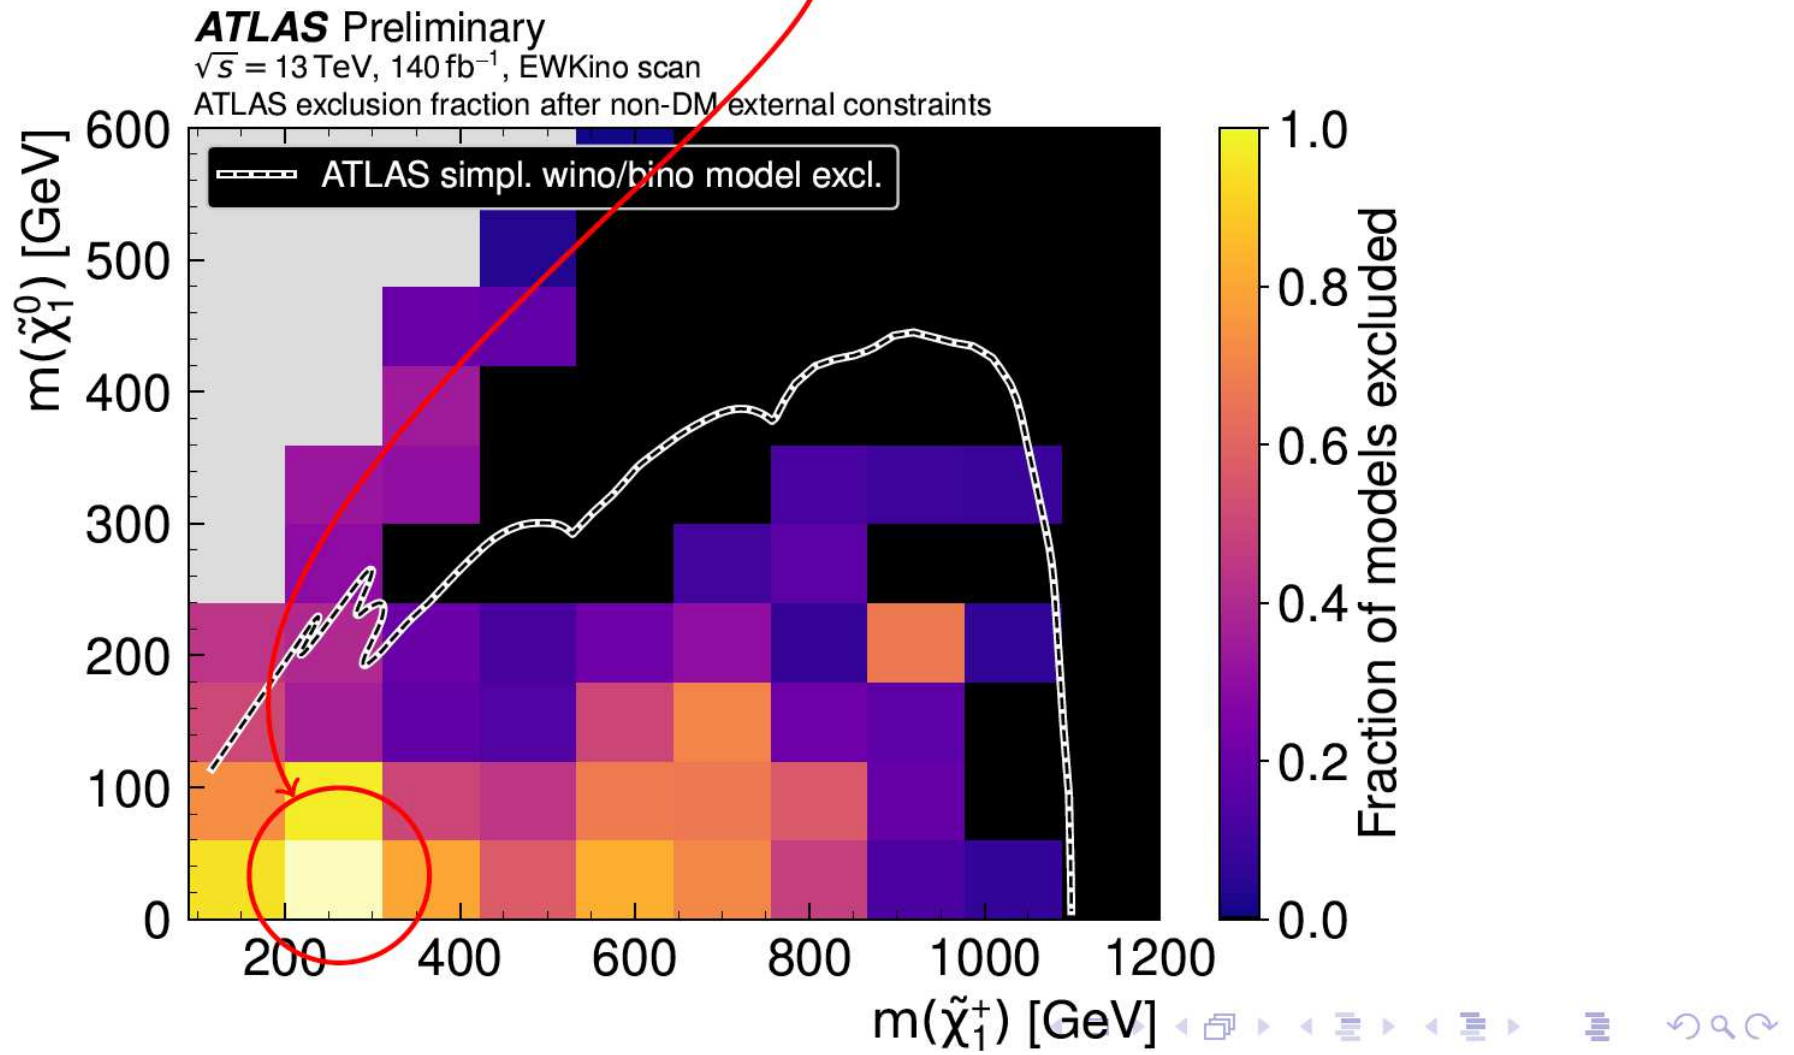 ATLAS Preliminary
√s = 13 TeV, 140 fb⁻¹, EWKino scan
ATLAS exclusion fraction after non-DM external constraints
ATLAS simpl. wino/bino model excl.
m(χ̃₁⁰) [GeV]
600
500
400
300
200
100
0
200 400 600 800 1000 1200
m(χ̃₁⁺) [GeV]
1.0
0.8
0.6
0.4
0.2
0.0
Fraction of models excluded